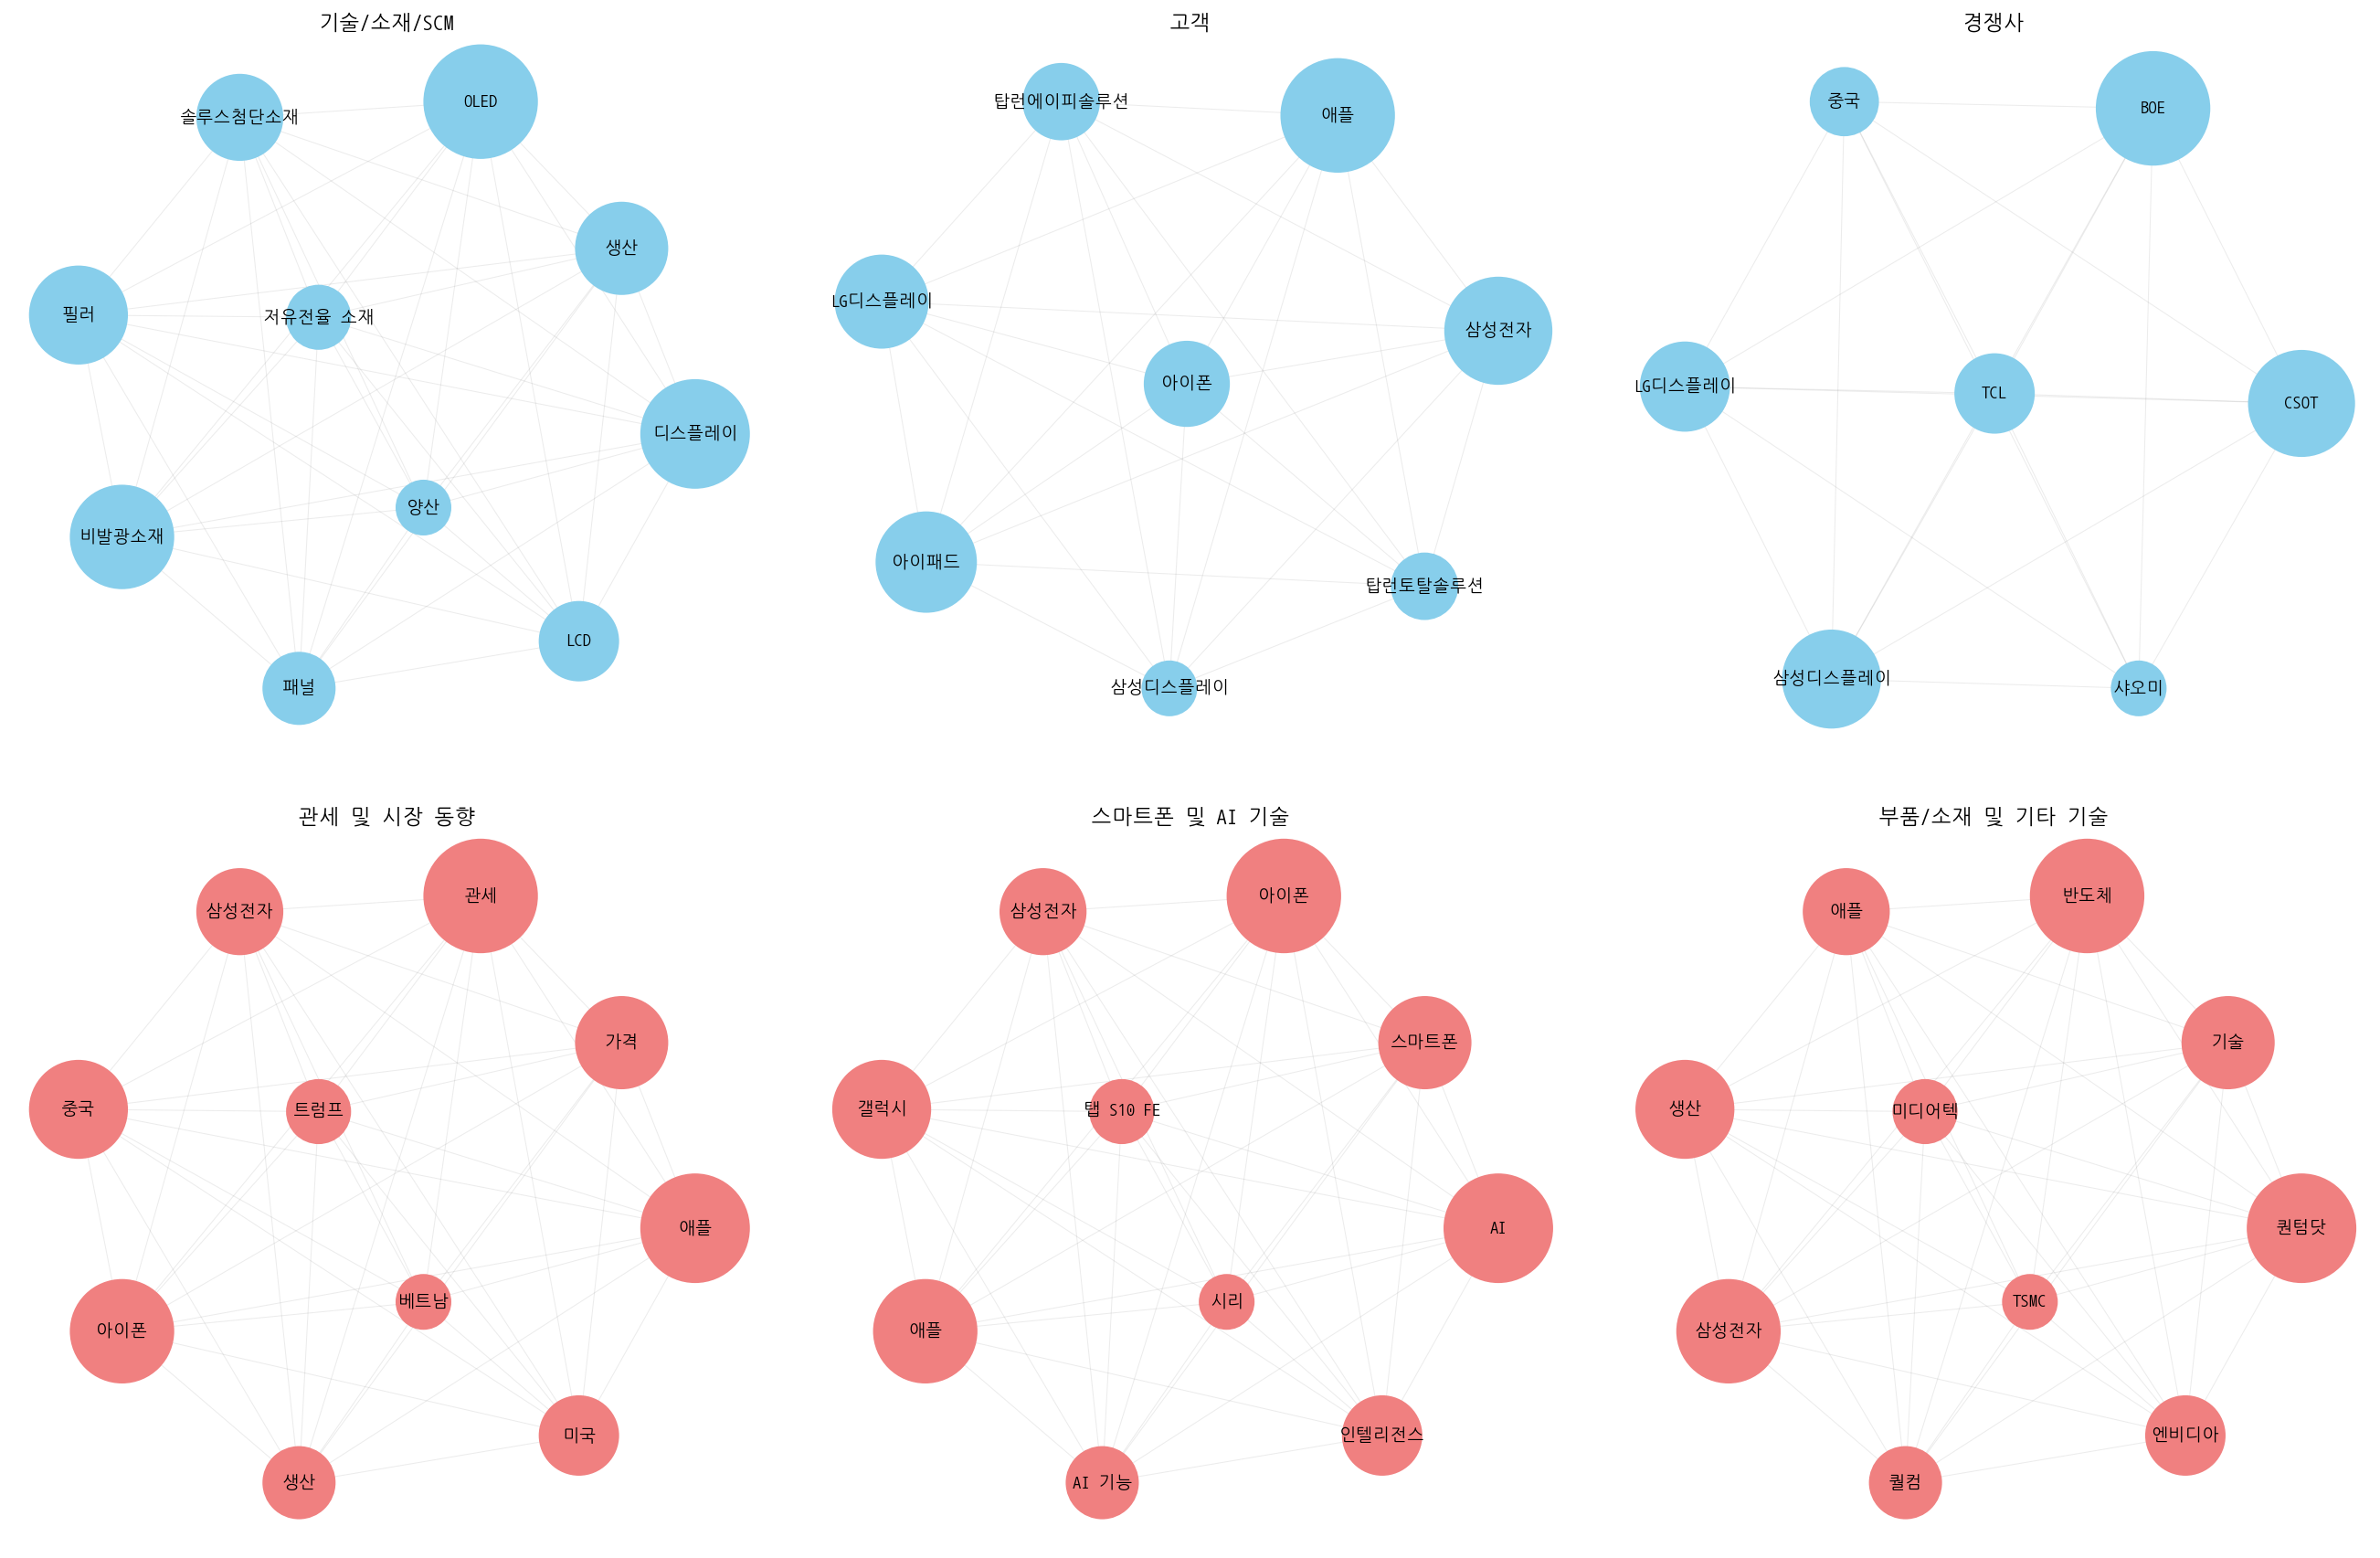 기술/소재/SCM
솔루스첨단소재
OLED
생산
필러
저유전율 소재
디스플레이
양산
비발광소재
LCD
패널
고객
탑런에이피솔루션
애플
LG디스플레이
삼성전자
아이폰
아이패드
탑런토탈솔루션
삼성디스플레이
경쟁사
중국
BOE
LG디스플레이
TCL
CSOT
삼성디스플레이
샤오미
관세 및 시장 동향
삼성전자
관세
가격
중국
트럼프
애플
베트남
아이폰
미국
생산
스마트폰 및 AI 기술
삼성전자
아이폰
스마트폰
갤럭시
탭 S10 FE
AI
시리
애플
인텔리전스
AI 기능
부품/소재 및 기타 기술
애플
반도체
기술
생산
미디어텍
퀀텀닷
TSMC
삼성전자
엔비디아
퀄컴